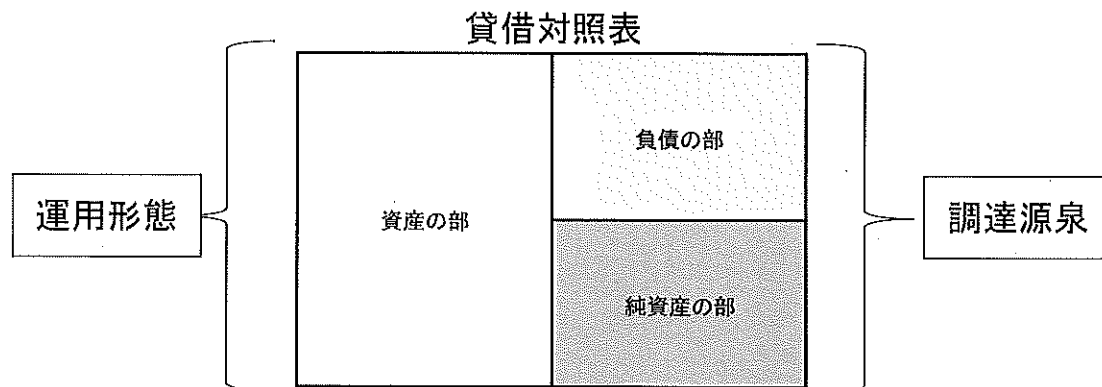 貸借対照表
負債の部
運用形態
資産の部
調達源泉
純資産の部